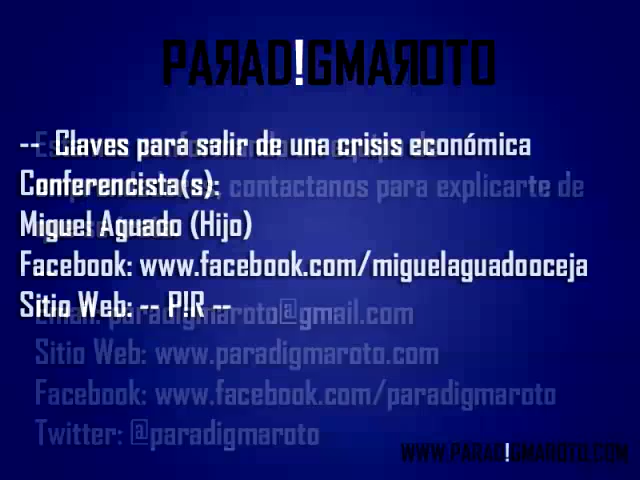 PAЯAD!GMAЯOTO
-- Claves para salir de una crisis económica
Conferencista(s):
, contactanos para explicarte de
Miguel Aguado (Hijo)
Facebook: www.facebook.com/miguelaguadooceja
Sitio Web: -- P!R --
Email: paradigmaroto@gmail.com
Sitio Web: www.paradigmaroto.com
Facebook: www.facebook.com/paradigmaroto
Twitter: @paradigmaroto
WWW.PARAD!GMAROTO.COM